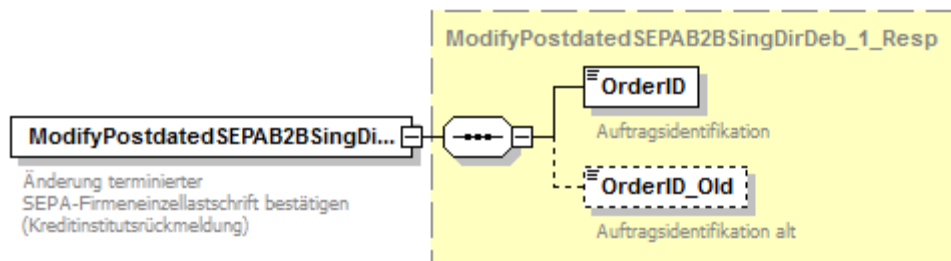 ModifyPostdatedSEPAB2BSingDirDeb_1_Resp
OrderID
Auftragsidentifikation
ModifyPostdatedSEPAB2BSingDi...
Änderung terminierter
SEPA-Firmeneinzellastschrift bestätigen
(Kreditinstitutsrückmeldung)
OrderID_Old
Auftragsidentifikation alt